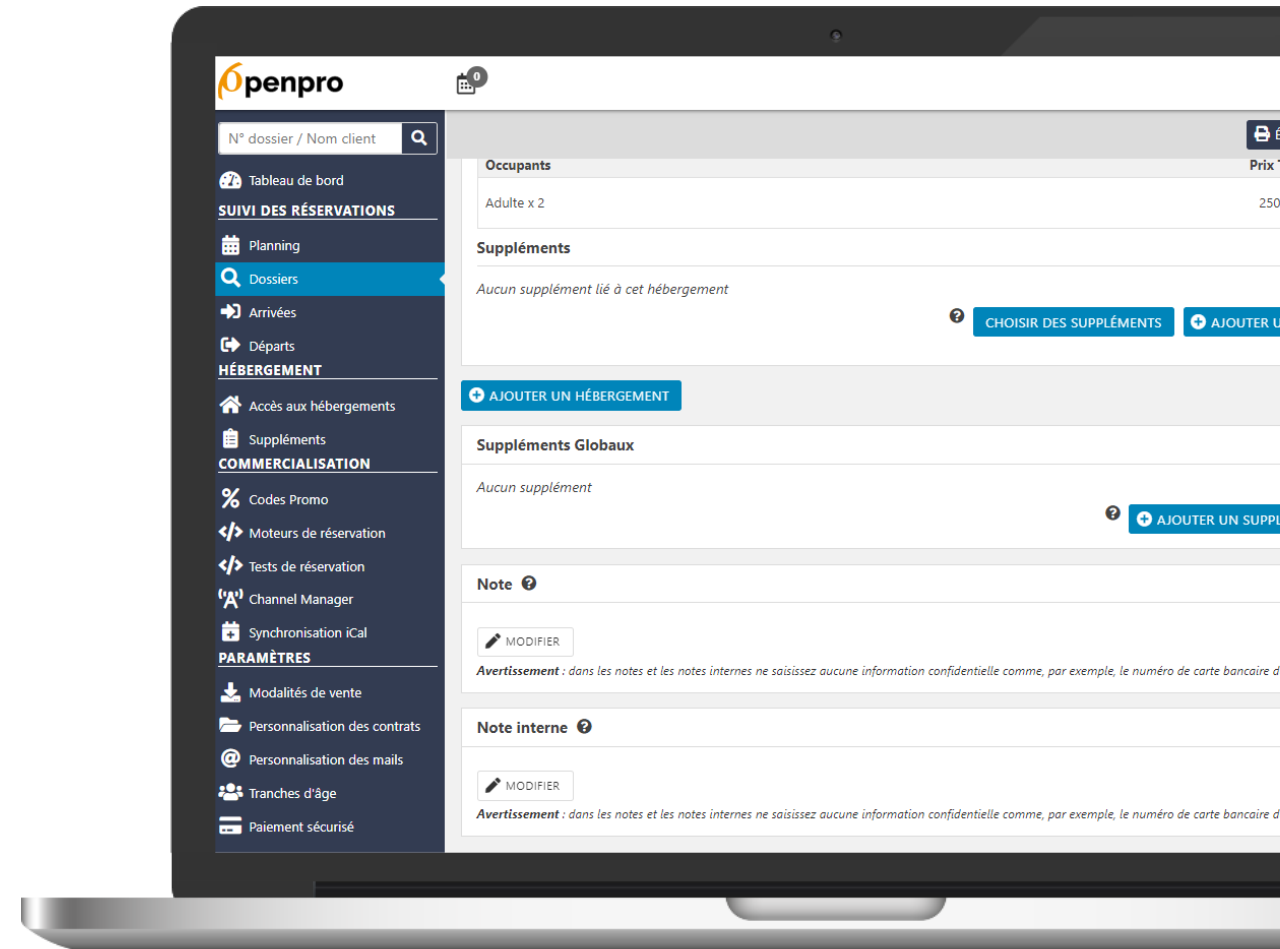 Openpro
0
N° dossier / Nom client
Tableau de bord
SUIVI DES RÉSERVATIONS
Planning
Dossiers
Arrivées
Départs
HÉBERGEMENT
Accès aux hébergements
Suppléments
COMMERCIALISATION
Codes Promo
Moteurs de réservation
Tests de réservation
Channel Manager
Synchronisation iCal
PARAMÈTRES
Modalités de vente
Personnalisation des contrats
Personnalisation des mails
Tranches d'âge
Paiement sécurisé
Occupants Prix
Adulte x 2 250
Suppléments
Aucun supplément lié à cet hébergement
CHOISIR DES SUPPLÉMENTS AJOUTER
AJOUTER UN HÉBERGEMENT
Suppléments Globaux
Aucun supplément
AJOUTER UN
Note
MODIFIER
Avertissement : dans les notes et les notes internes ne saisissez aucune information confidentielle comme, par exemple, le numéro de carte bancaire
Note interne
MODIFIER
Avertissement : dans les notes et les notes internes ne saisissez aucune information confidentielle comme, par exemple, le numéro de carte bancaire